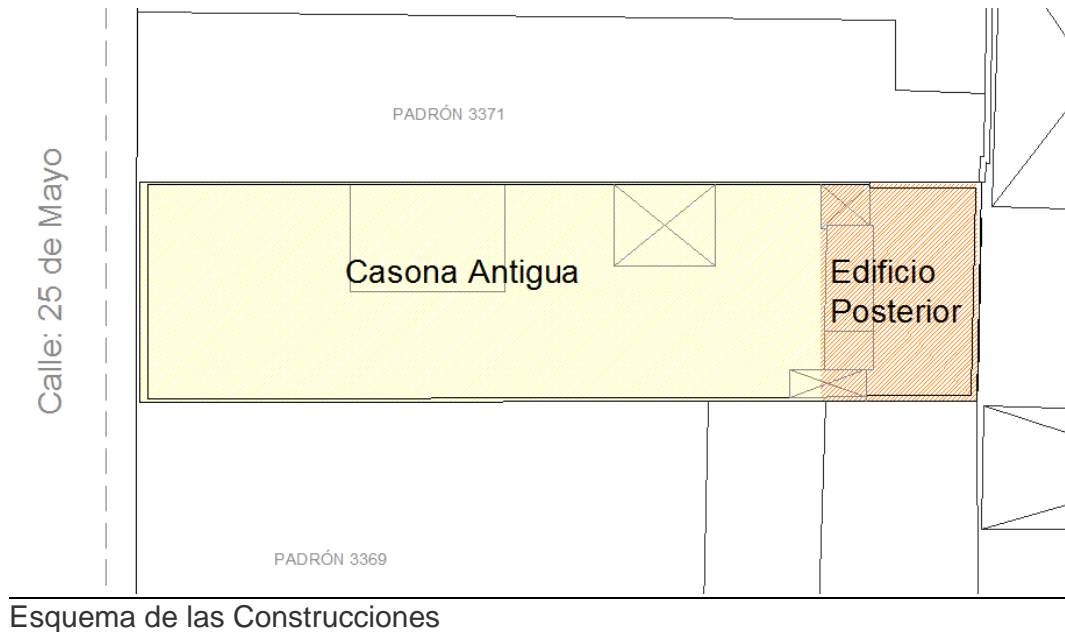 PADRÓN 3371
Calle: 25 de Mayo
Casona Antigua
Edificio
Posterior
PADRÓN 3369
Esquema de las Construcciones